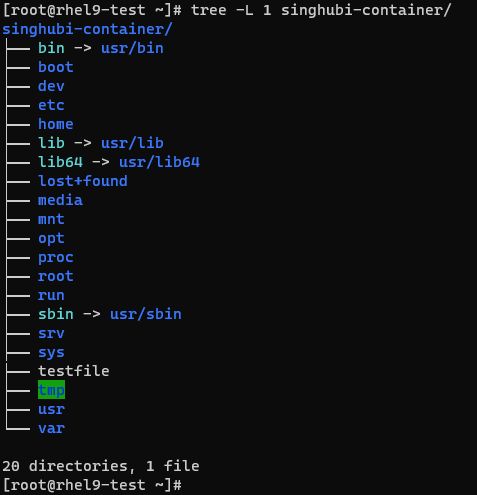 [root@rhel9-test ~]# tree -L 1 singhubi-container/
singhubi-container/
├── bin -> usr/bin
├── boot
├── dev
├── etc
├── home
├── lib -> usr/lib
├── lib64 -> usr/lib64
├── lost+found
├── media
├── mnt
├── opt
├── proc
├── root
├── run
├── sbin -> usr/sbin
├── srv
├── sys
├── testfile
├── tmp
├── usr
└── var
20 directories, 1 file
[root@rhel9-test ~]#